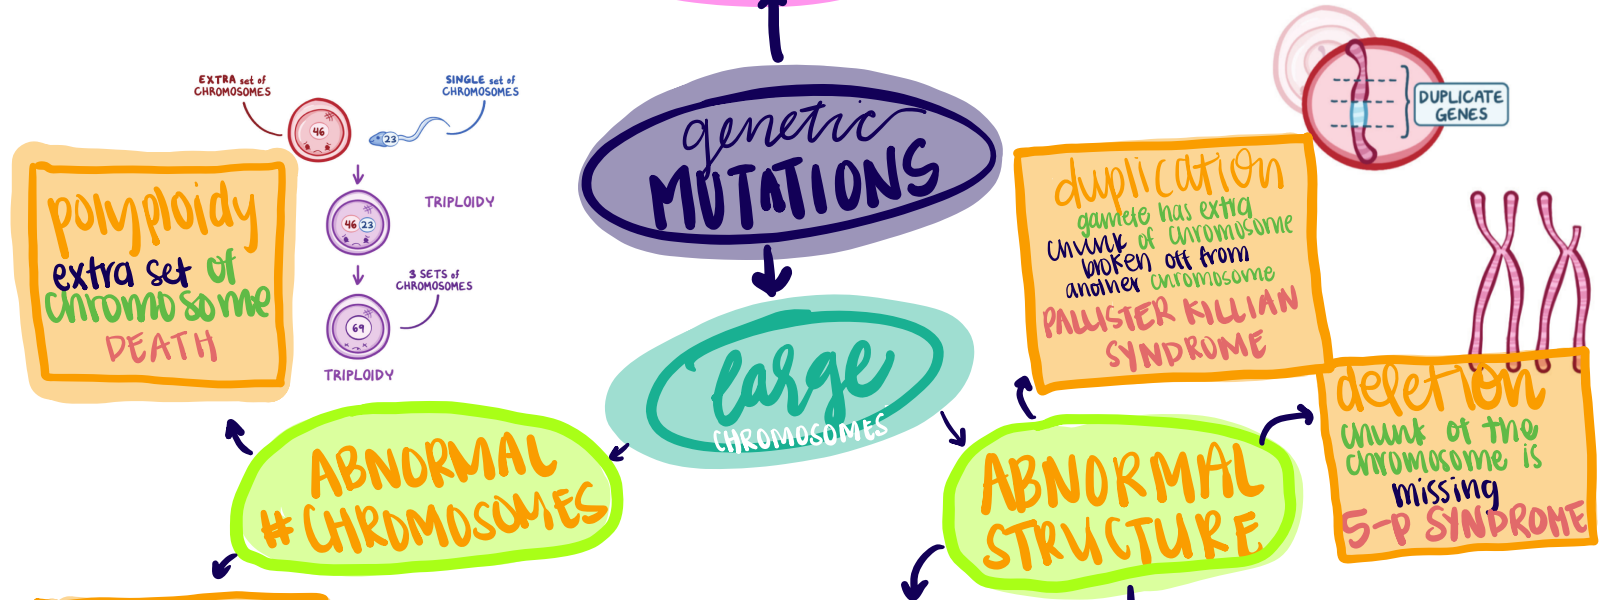 genetic
MUTATIONS
large
CHROMOSOMES
ABNORMAL
# CHROMOSOMES
polyploidy
extra set of
chromosome
DEATH
EXTRA set of
CHROMOSOMES
SINGLE set of
CHROMOSOMES
46
23
46 23
TRIPLOIDY
3 SETS of
CHROMOSOMES
69
TRIPLOIDY
ABNORMAL
STRUCTURE
duplication
gamete has extra
chunk of chromosome
broken off from
another chromosome
PALLISTER KILLIAN
SYNDROME
DUPLICATE
GENES
deletion
chunk of the
chromosome is
missing
5-P SYNDROME